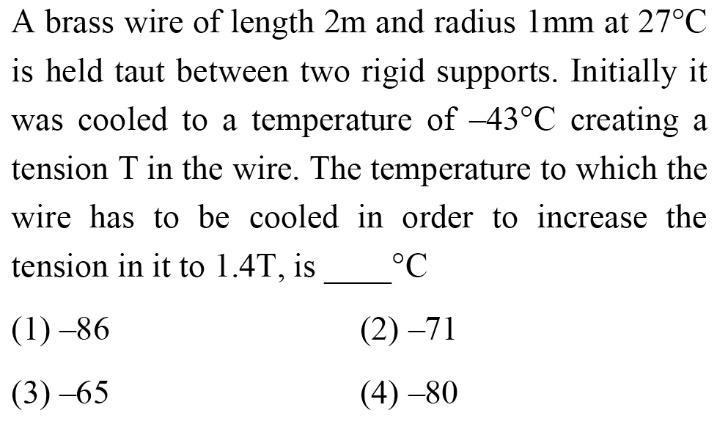 A brass wire of length 2m and radius 1mm at 27°C
is held taut between two rigid supports. Initially it
was cooled to a temperature of –43°C creating a
tension T in the wire. The temperature to which the
wire has to be cooled in order to increase the
tension in it to 1.4T, is ____°C
(1) –86 (2) –71
(3) –65 (4) –80